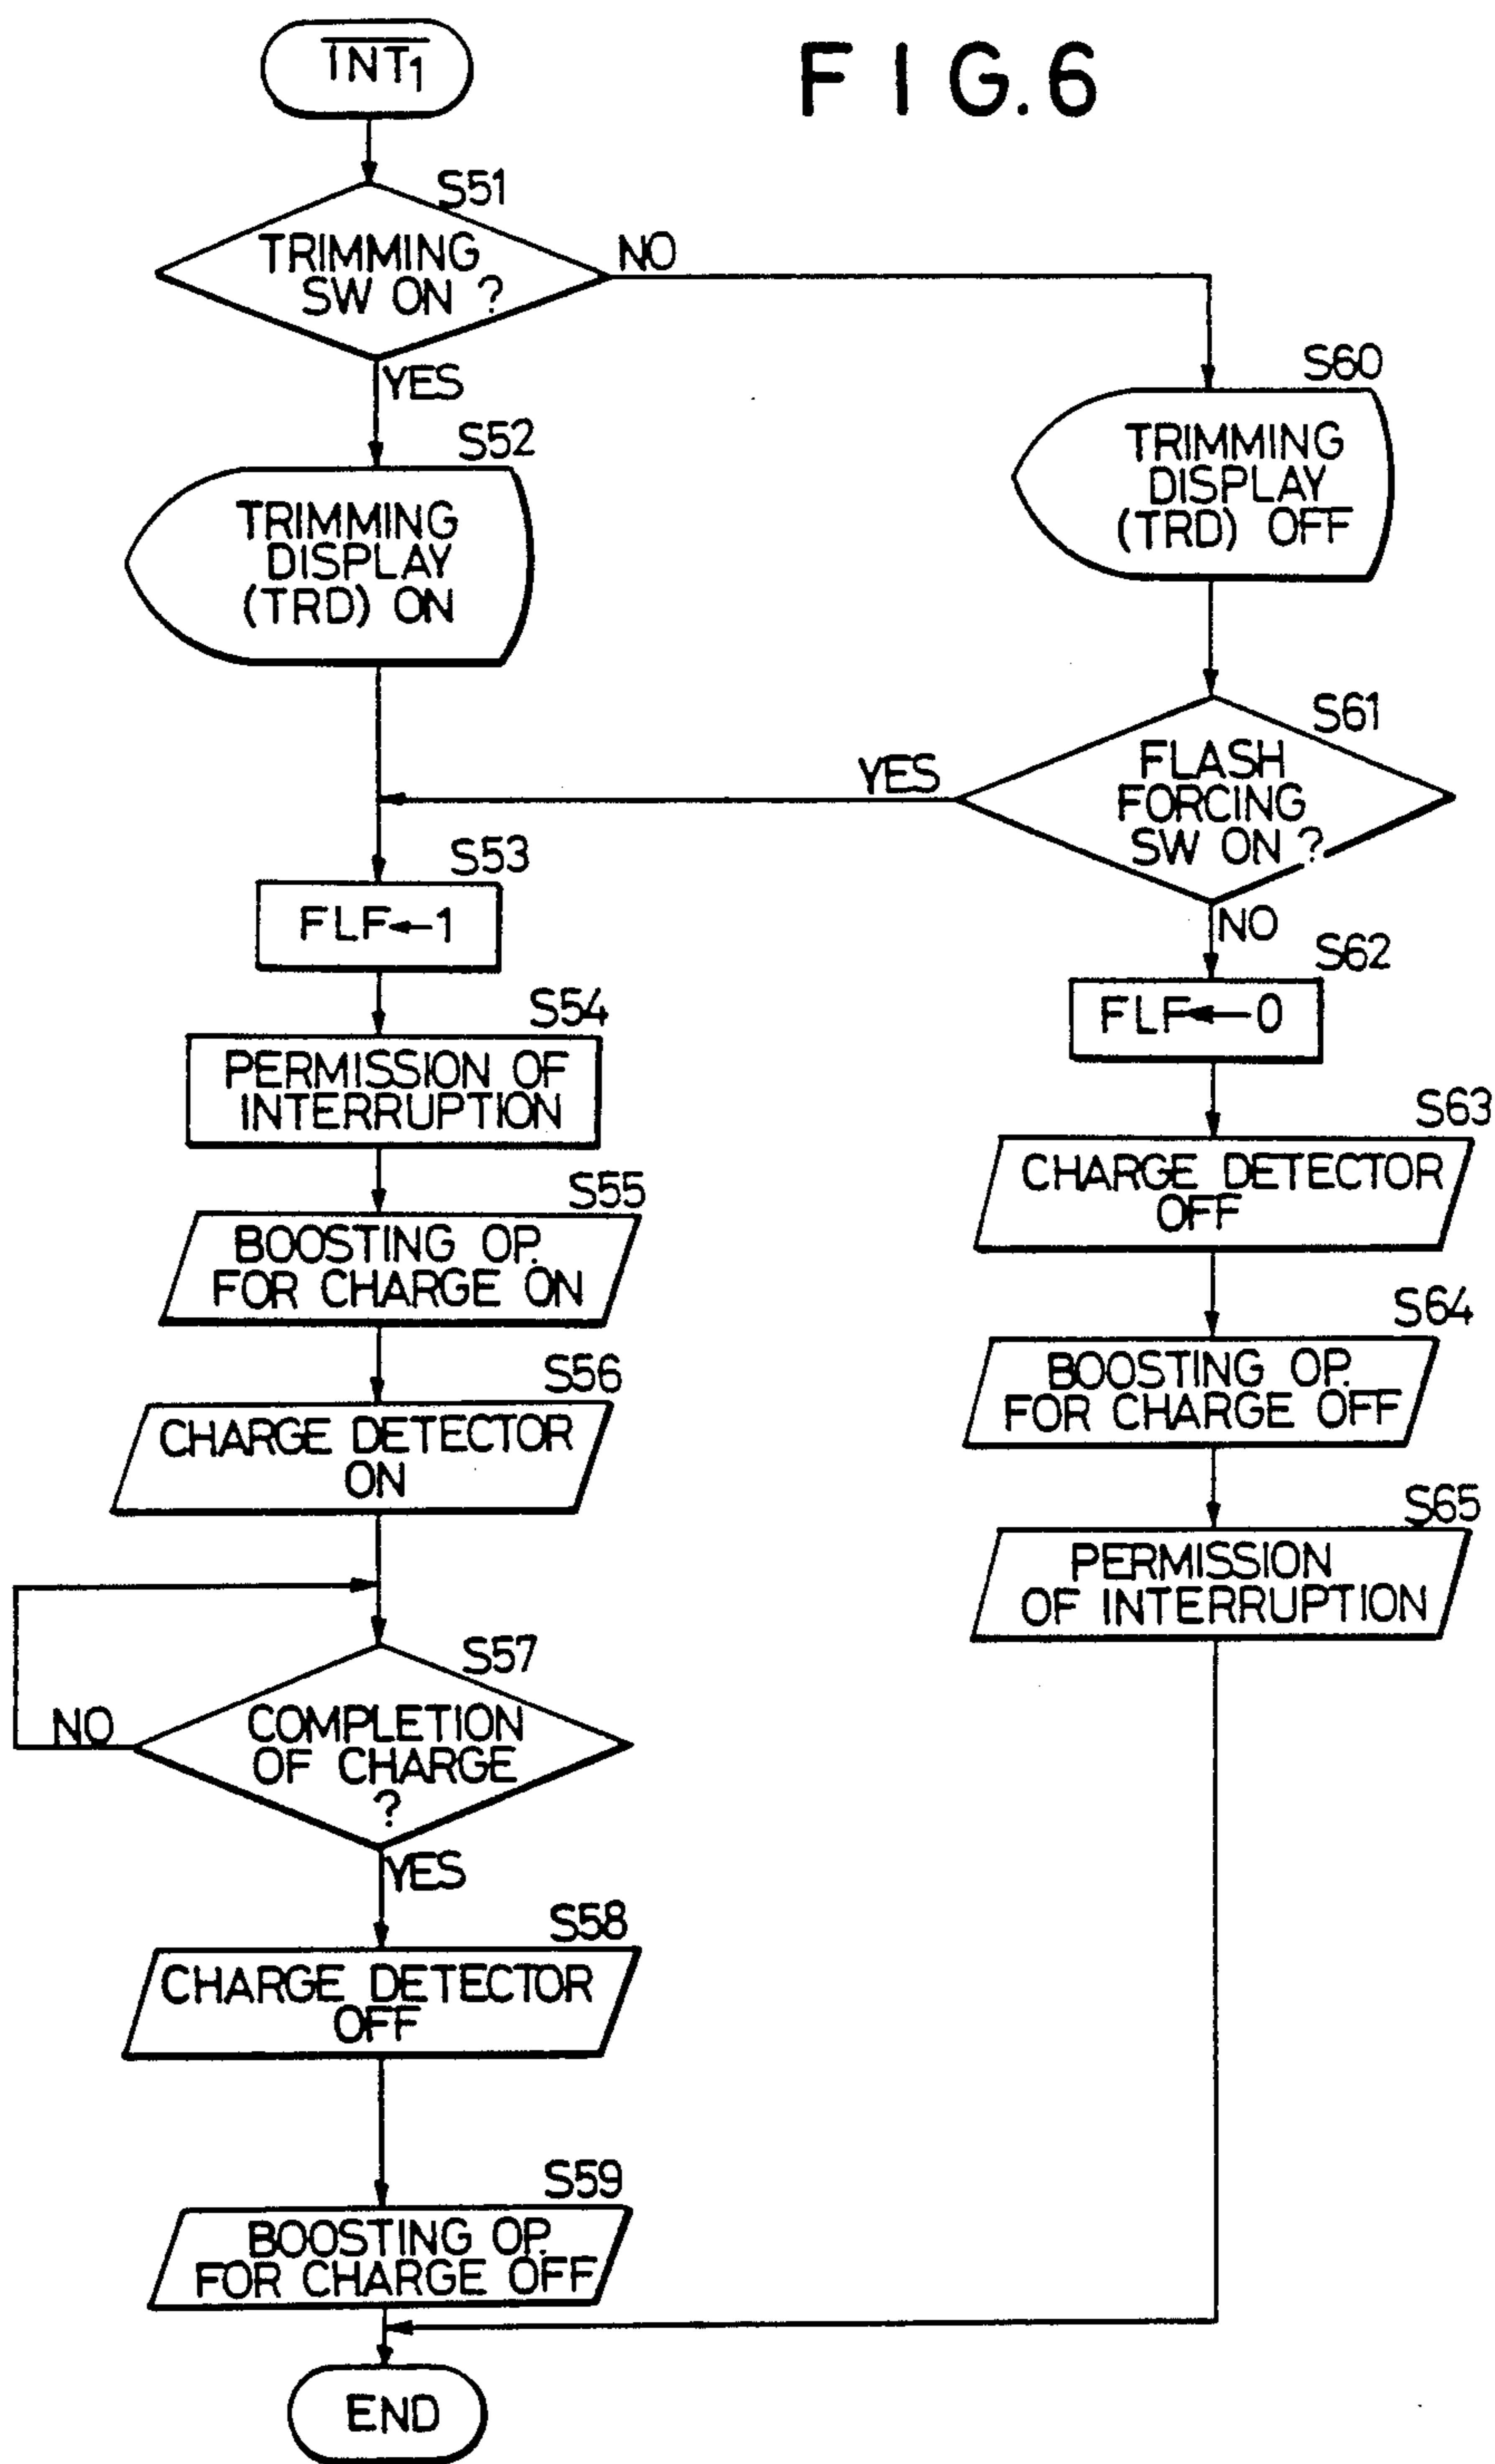 INT1
FIG.6
S51
TRIMMING
SW ON ?
NO
YES
S52
TRIMMING
DISPLAY
(TRD) ON
S60
TRIMMING
DISPLAY
(TRD) OFF
S61
FLASH
FORCING
SW ON ?
YES
NO
S53
FLF←1
S54
PERMISSION OF
INTERRUPTION
S55
BOOSTING OP.
FOR CHARGE ON
S56
CHARGE DETECTOR
ON
S57
COMPLETION
OF CHARGE
?
NO
YES
S58
CHARGE DETECTOR
OFF
S59
BOOSTING OP.
FOR CHARGE OFF
S62
FLF←0
S63
CHARGE DETECTOR
OFF
S64
BOOSTING OP.
FOR CHARGE OFF
S65
PERMISSION
OF INTERRUPTION
END